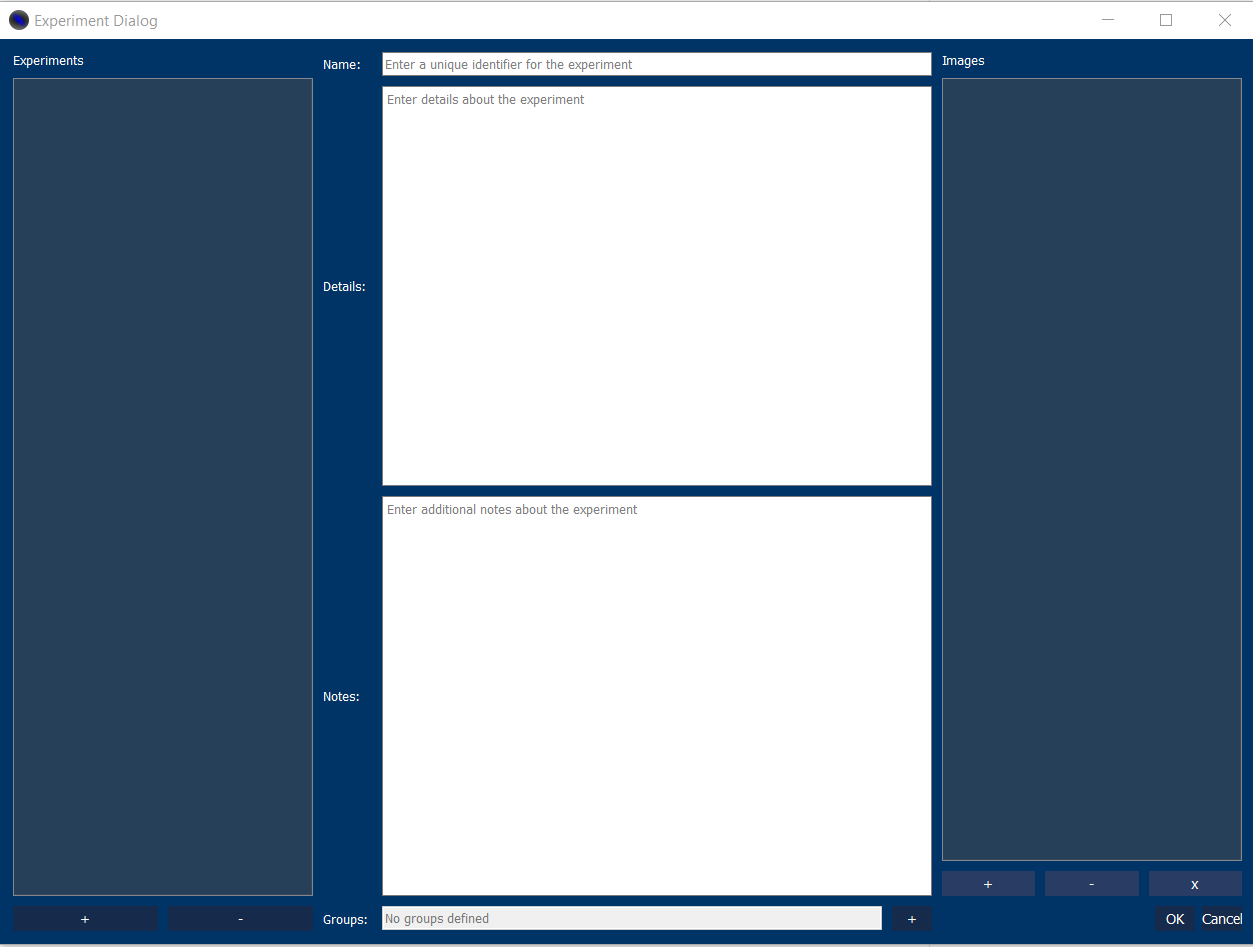 Experiment Dialog
Experiments
Name:
Enter a unique identifier for the experiment
Images
Enter details about the experiment
Details:
Enter additional notes about the experiment
Notes:
+ - x
+ -
Groups:
No groups defined
+
OK
Cancel